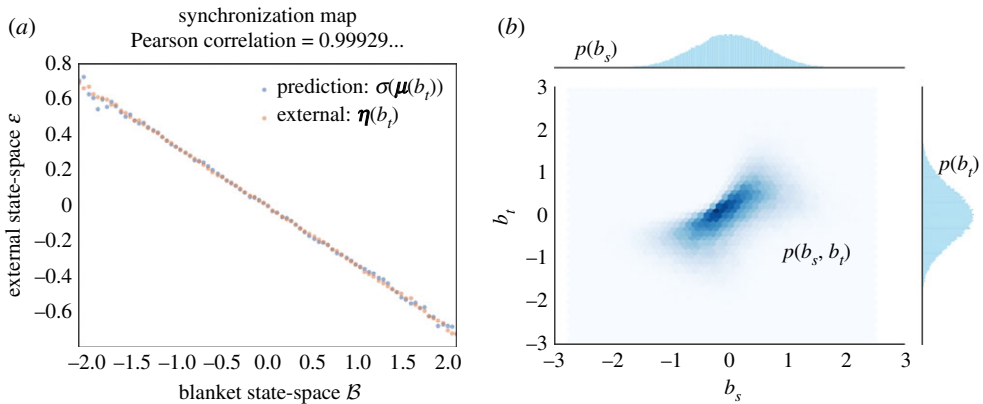 (a)
synchronization map
Pearson correlation = 0.99929...
0.8
0.6
0.4
0.2
0
−0.2
−0.4
−0.6
external state-space ε
prediction: σ(μ(b_t))
external: η(b_t)
−2.0 −1.5 −1.0 −0.5 0.0 0.5 1.0 1.5 2.0
blanket state-space ℬ
(b)
p(b_s)
3
2
1
0
−1
−2
−3
b_t
p(b_s, b_t)
−3 −2 −1 0 1 2 3
b_s
p(b_t)